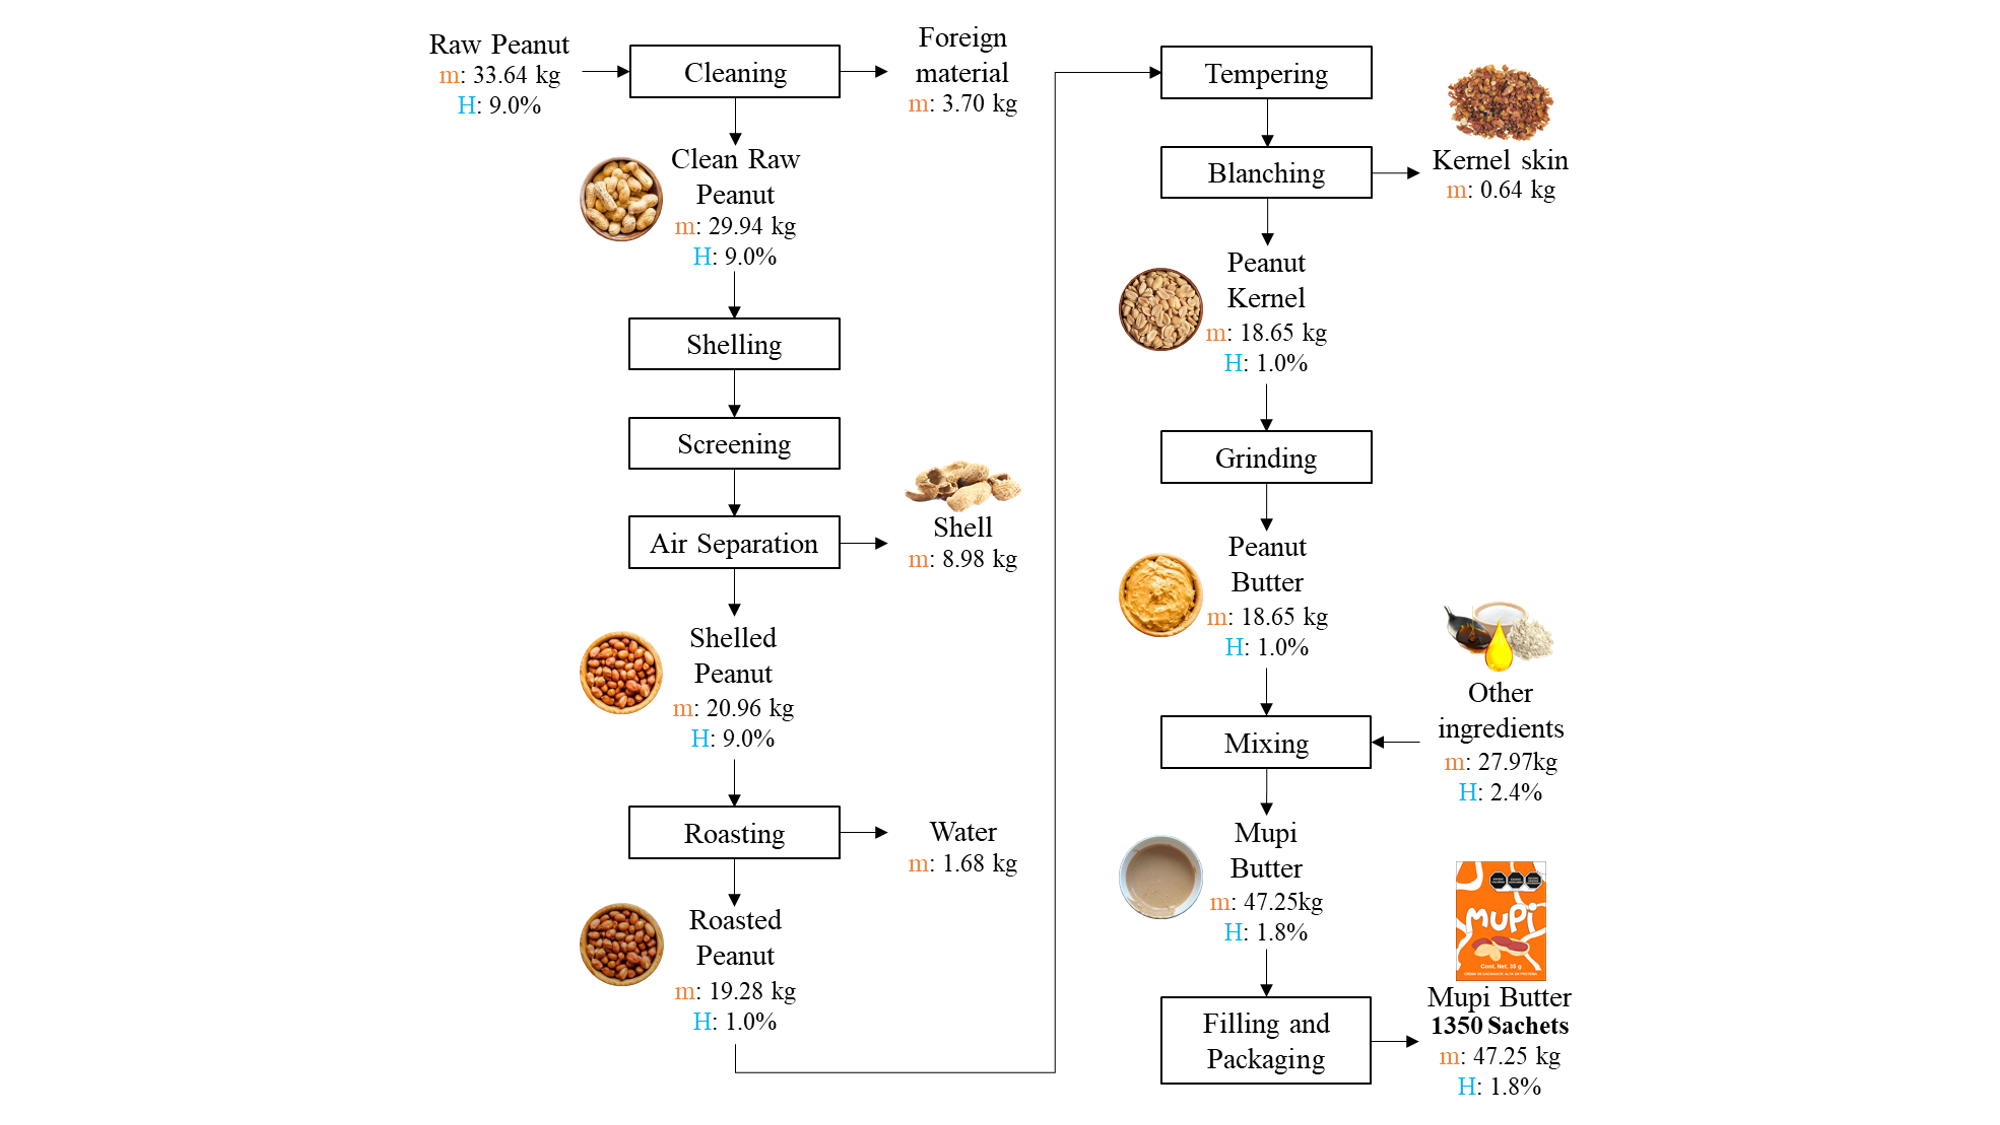 Raw Peanut
m: 33.64 kg
H: 9.0%
Cleaning
Foreign
material
m: 3.70 kg
Clean Raw
Peanut
m: 29.94 kg
H: 9.0%
Shelling
Screening
Air Separation
Shell
m: 8.98 kg
Shelled
Peanut
m: 20.96 kg
H: 9.0%
Roasting
Water
m: 1.68 kg
Roasted
Peanut
m: 19.28 kg
H: 1.0%
Tempering
Blanching
Kernel skin
m: 0.64 kg
Peanut
Kernel
m: 18.65 kg
H: 1.0%
Grinding
Peanut
Butter
m: 18.65 kg
H: 1.0%
Mixing
Other
ingredients
m: 27.97kg
H: 2.4%
Mupi
Butter
m: 47.25kg
H: 1.8%
Filling and
Packaging
MUPi
Cont. Net. 35 g
Mupi Butter
1350 Sachets
m: 47.25 kg
H: 1.8%